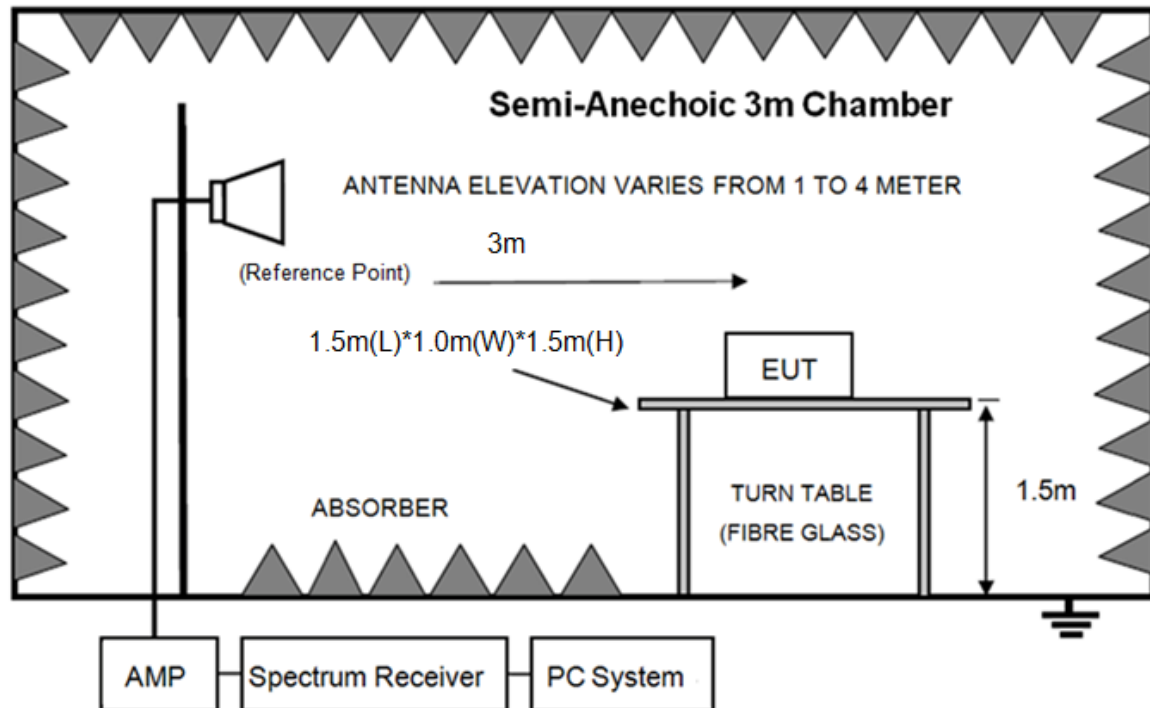 Semi-Anechoic 3m Chamber
ANTENNA ELEVATION VARIES FROM 1 TO 4 METER
3m
(Reference Point)
1.5m(L)*1.0m(W)*1.5m(H)
EUT
ABSORBER
TURN TABLE
(FIBRE GLASS)
1.5m
AMP
Spectrum Receiver
PC System